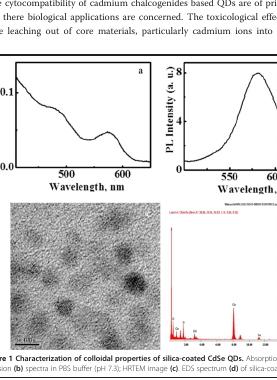 e cytocompatibility of cadmium chalcogenides based QDs are of pri
there biological applications are concerned. The toxicological effe
e leaching out of core materials, particularly cadmium ions into
a
0.1
0.0
500
600
Wavelength, nm
PL Intensity (a. u.)
8
4
0
550
600
Wavelength,
re 1 Characterization of colloidal properties of silica-coated CdSe QDs. Absorptio
sion (b) spectra in PBS buffer (pH 7.3); HRTEM image (c). EDS spectrum (d) of silica-coat